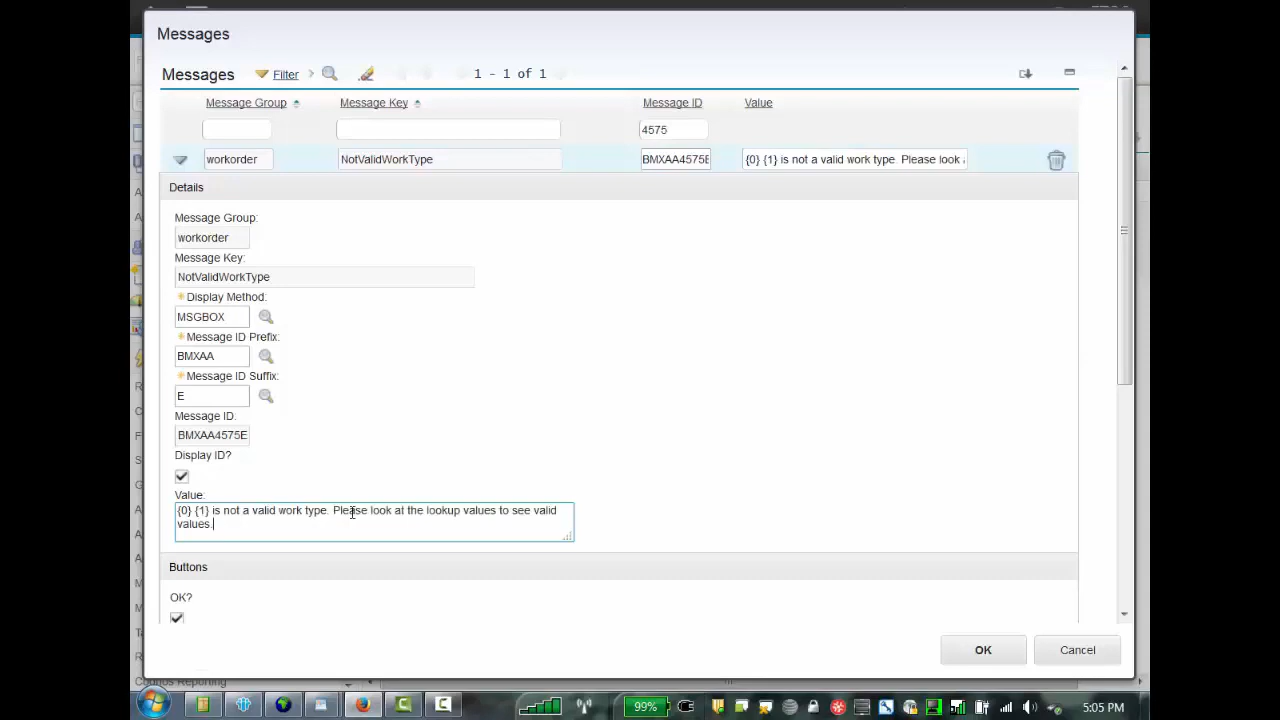 Messages
Messages Filter 1 - 1 of 1
Message Group Message Key Message ID Value
4575
workorder NotValidWorkType BMXAA4575E {0} {1} is not a valid work type. Please look
Details
Message Group:
workorder
Message Key:
NotValidWorkType
Display Method:
MSGBOX
Message ID Prefix:
BMXAA
Message ID Suffix:
E
Message ID:
BMXAA4575E
Display ID?
Value:
{0} {1} is not a valid work type. Please look at the lookup values to see valid
values.
Buttons
OK?
OK Cancel
Reporting
99% 5:05 PM